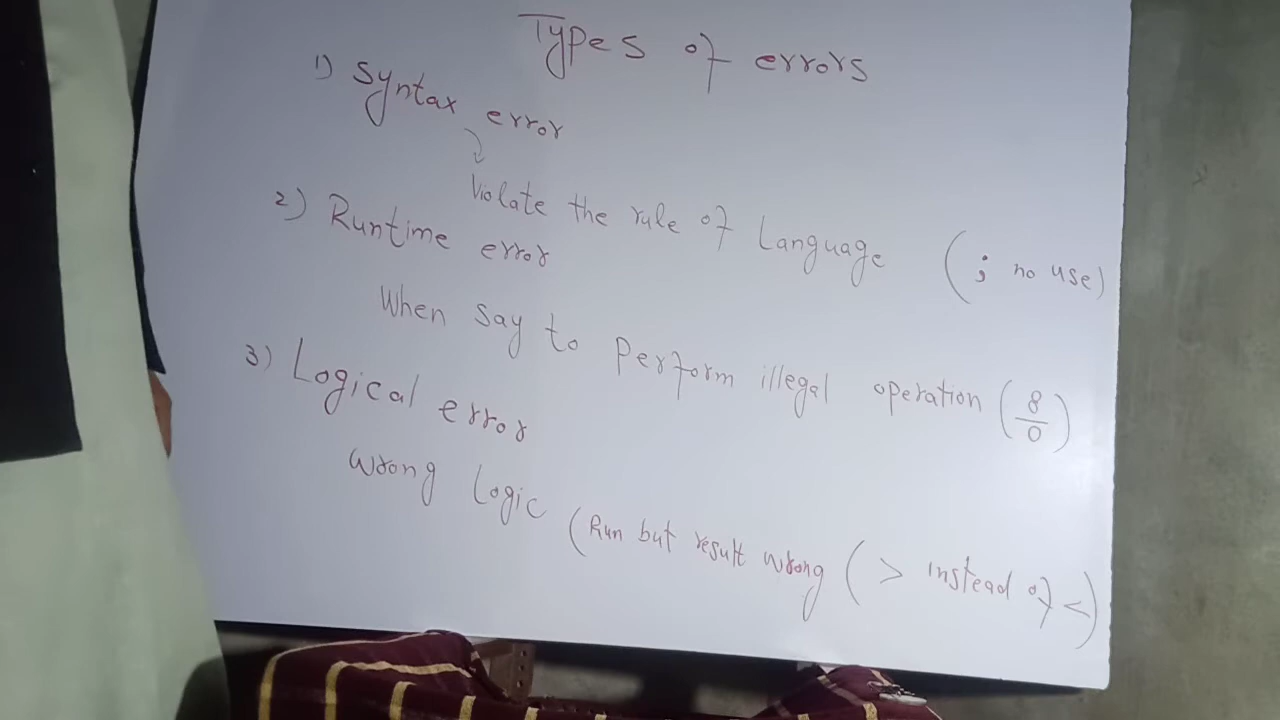 Types of errors
1) Syntax error
Violate the rule of Language (; no use)
2) Runtime error
When say to Perform illegal operation (8/0)
3) Logical error
Wrong Logic (Run but result wrong (> instead of <)